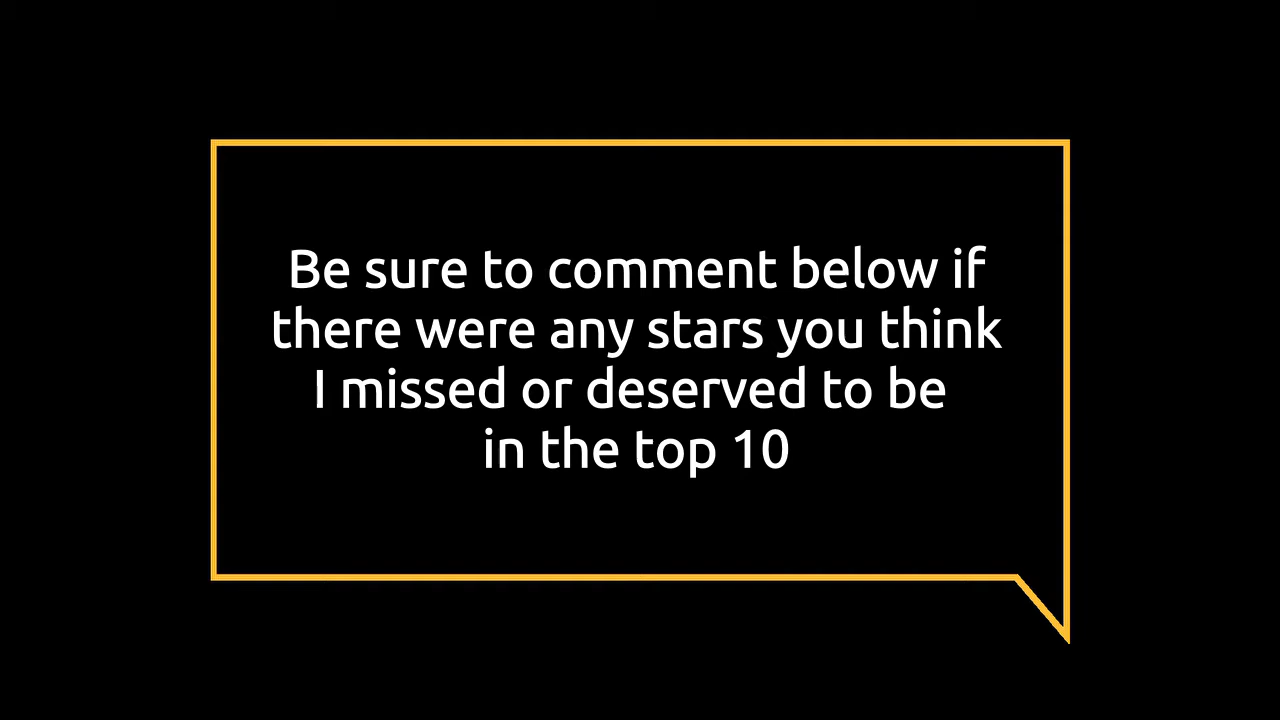 Be sure to comment below if
there were any stars you think
I missed or deserved to be
in the top 10